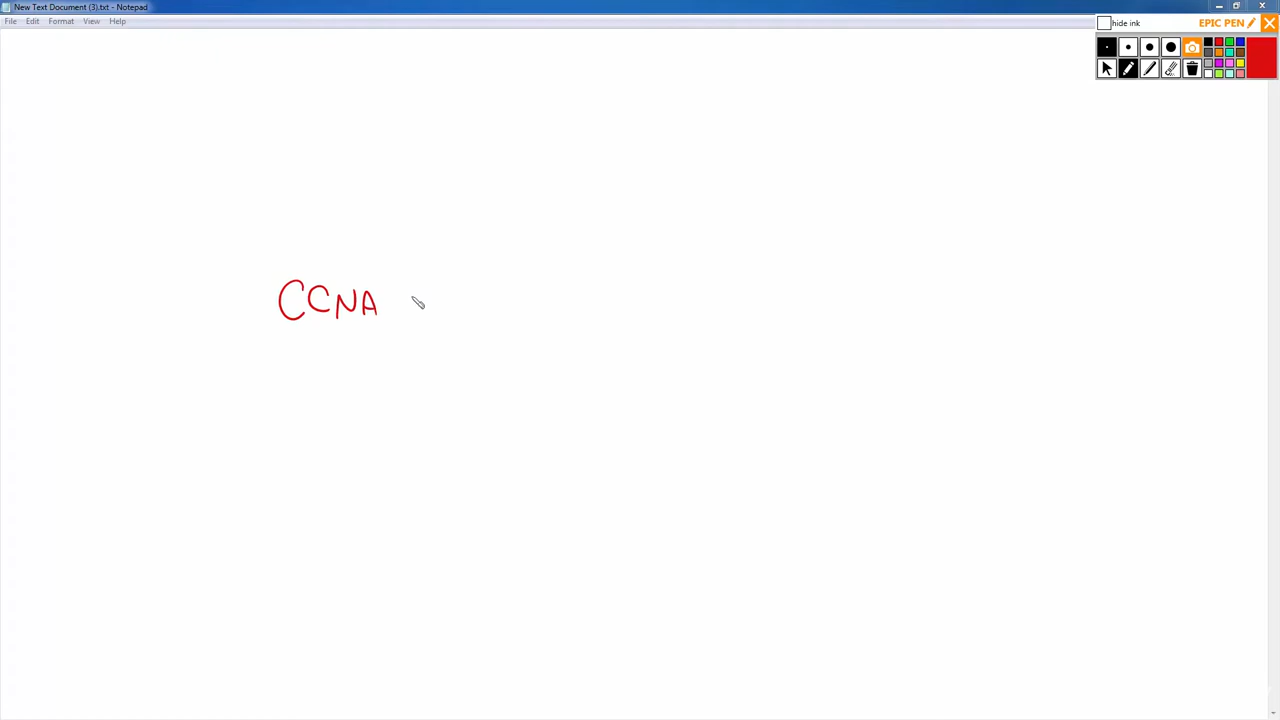 New Text Document (3).txt - Notepad
File Edit Format View Help
hide ink EPIC PEN
CCNA